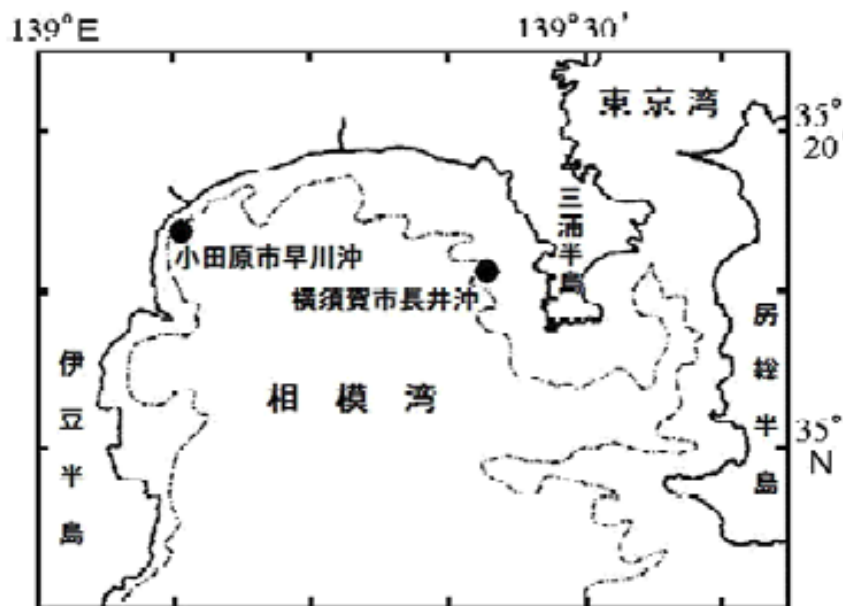 139°E
139°30′
東京湾
35°
20′
三浦半島
小田原市早川沖
横須賀市長井沖
房総半島
伊豆半島
相模湾
35°
N